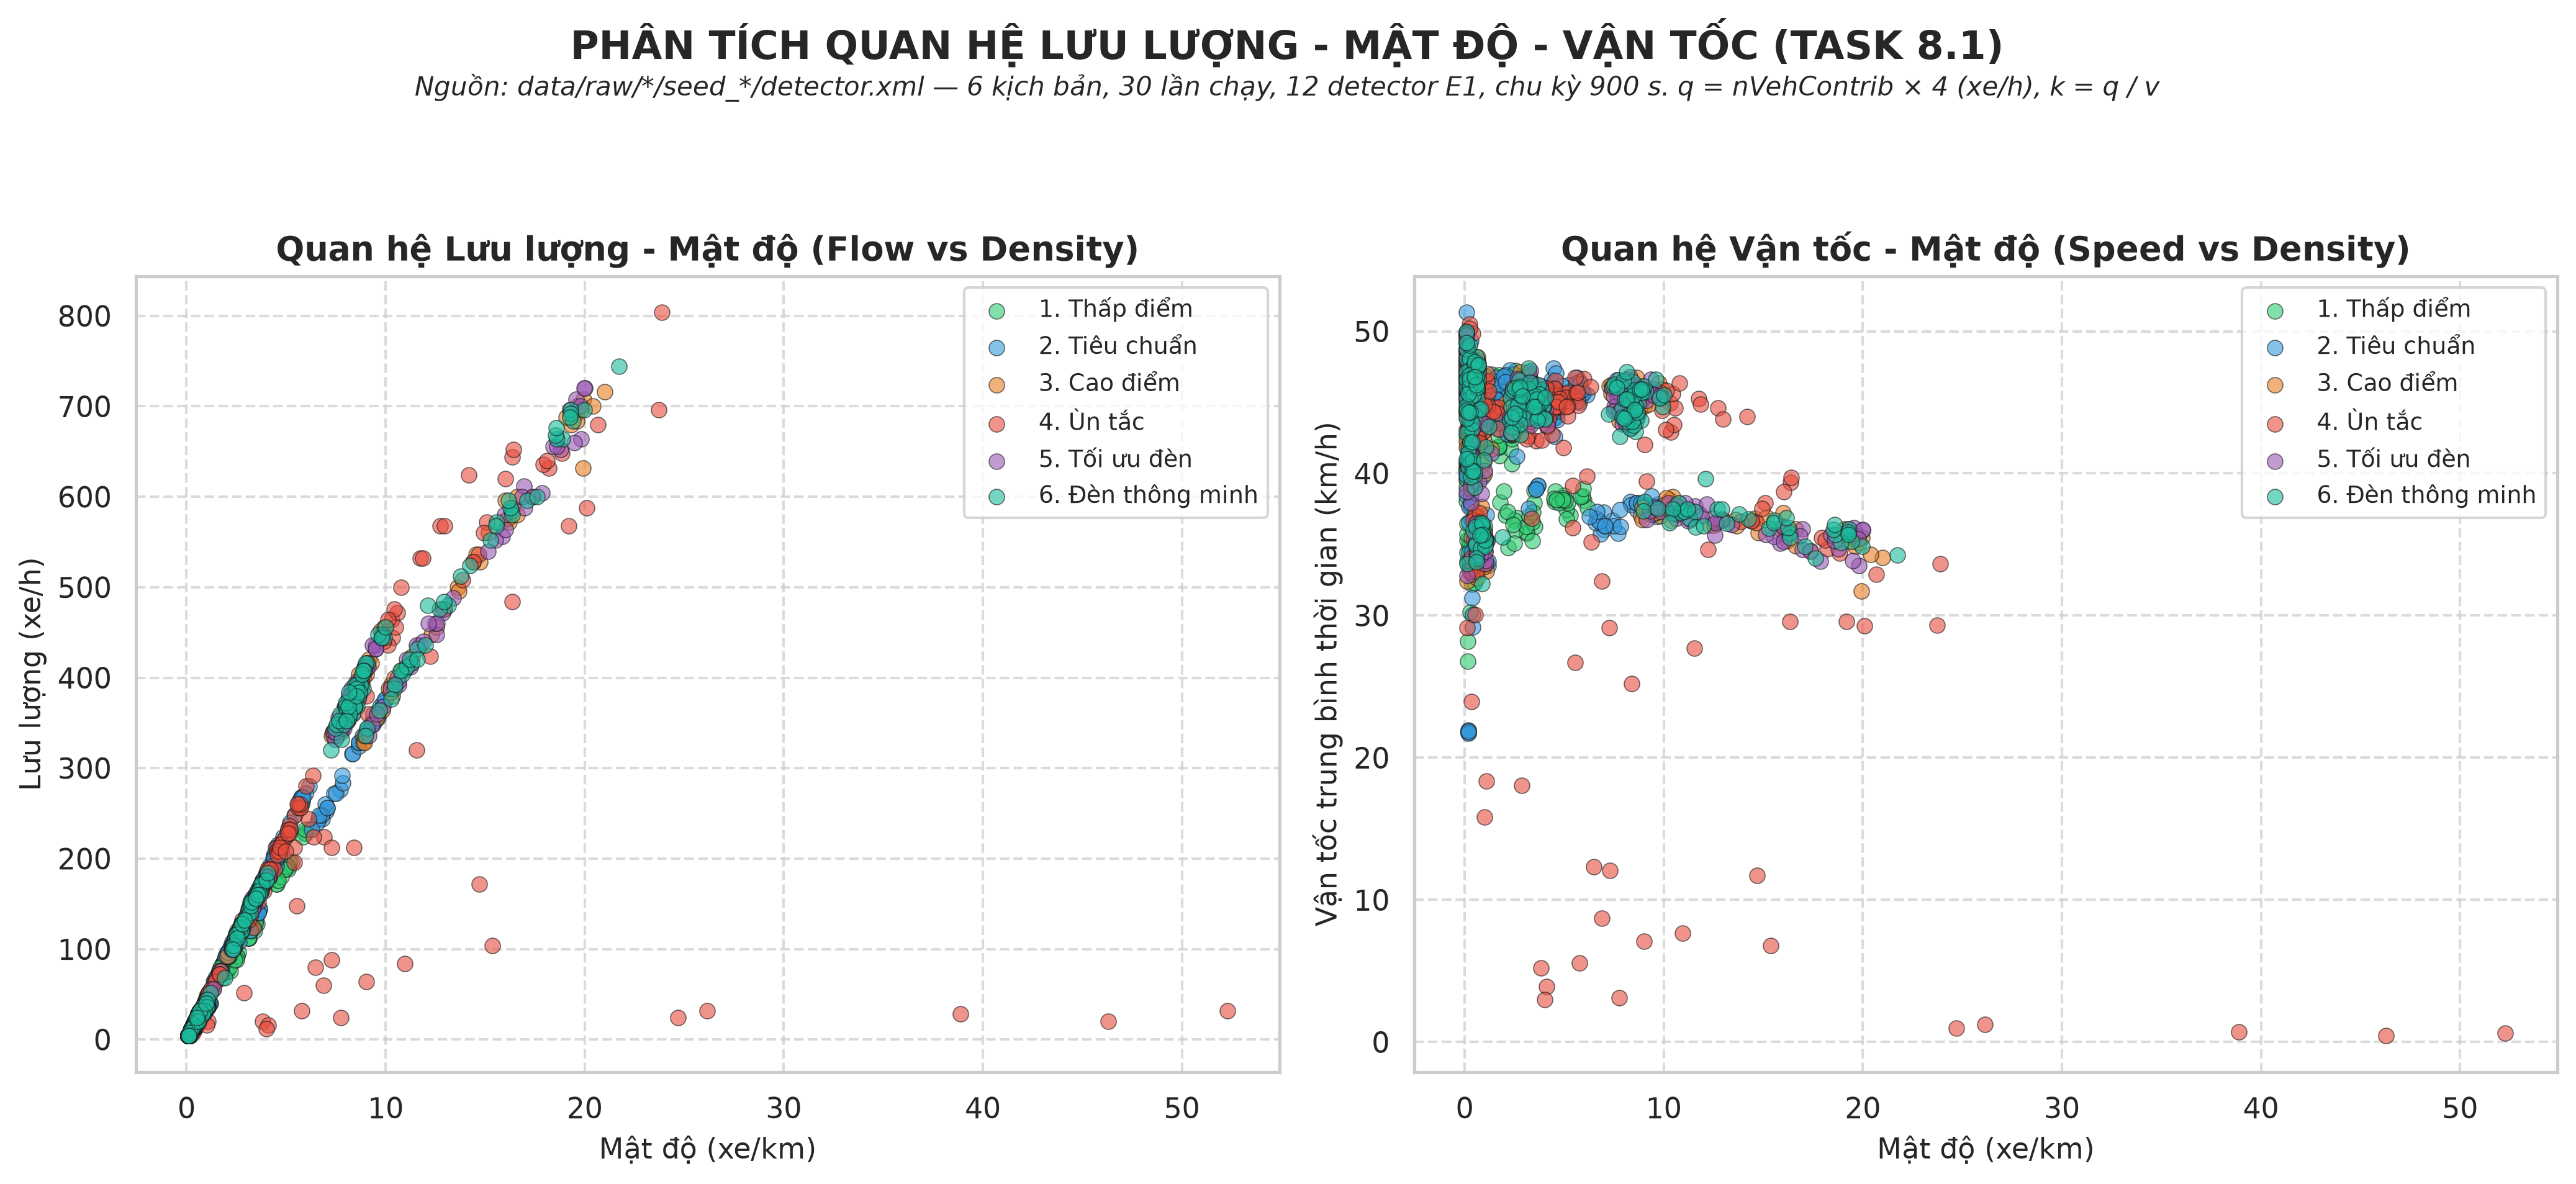 PHÂN TÍCH QUAN HỆ LƯU LƯỢNG - MẬT ĐỘ - VẬN TỐC (TASK 8.1)
Nguồn: data/raw/*/seed_*/detector.xml — 6 kịch bản, 30 lần chạy, 12 detector E1, chu kỳ 900 s. q = nVehContrib × 4 (xe/h), k = q / v
Quan hệ Lưu lượng - Mật độ (Flow vs Density)
Lưu lượng (xe/h)
800
700
600
500
400
300
200
100
0
1. Thấp điểm
2. Tiêu chuẩn
3. Cao điểm
4. Ùn tắc
5. Tối ưu đèn
6. Đèn thông minh
0 10 20 30 40 50
Mật độ (xe/km)
Quan hệ Vận tốc - Mật độ (Speed vs Density)
Vận tốc trung bình thời gian (km/h)
50
40
30
20
10
0
1. Thấp điểm
2. Tiêu chuẩn
3. Cao điểm
4. Ùn tắc
5. Tối ưu đèn
6. Đèn thông minh
0 10 20 30 40 50
Mật độ (xe/km)